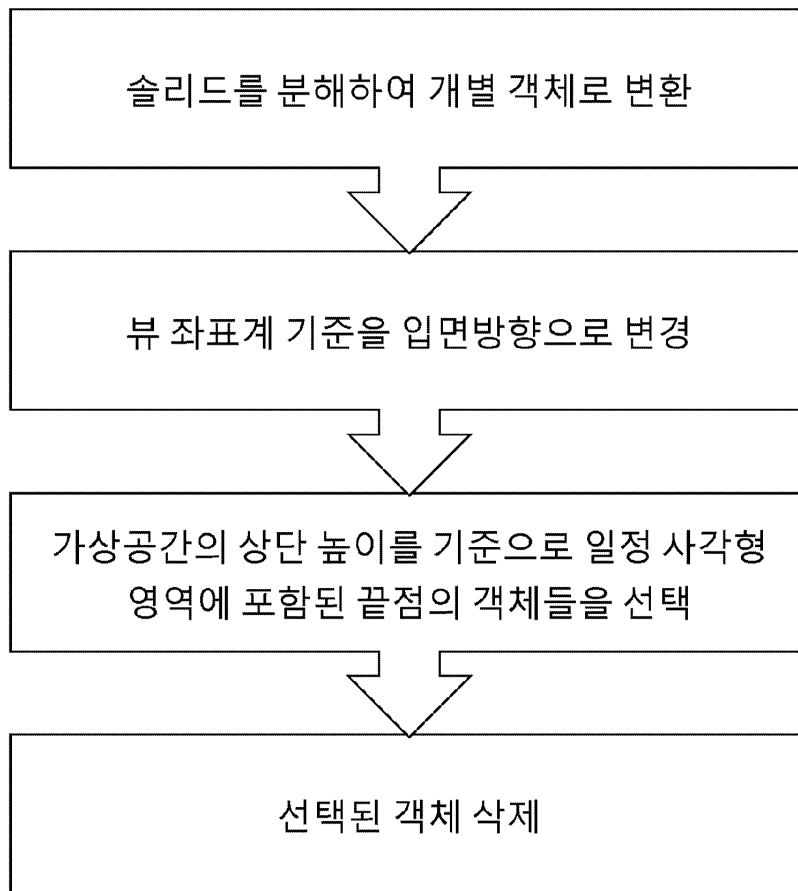 솔리드를 분해하여 개별 객체로 변환
뷰 좌표계 기준을 입면방향으로 변경
가상공간의 상단 높이를 기준으로 일정 사각형
영역에 포함된 끝점의 객체들을 선택
선택된 객체 삭제